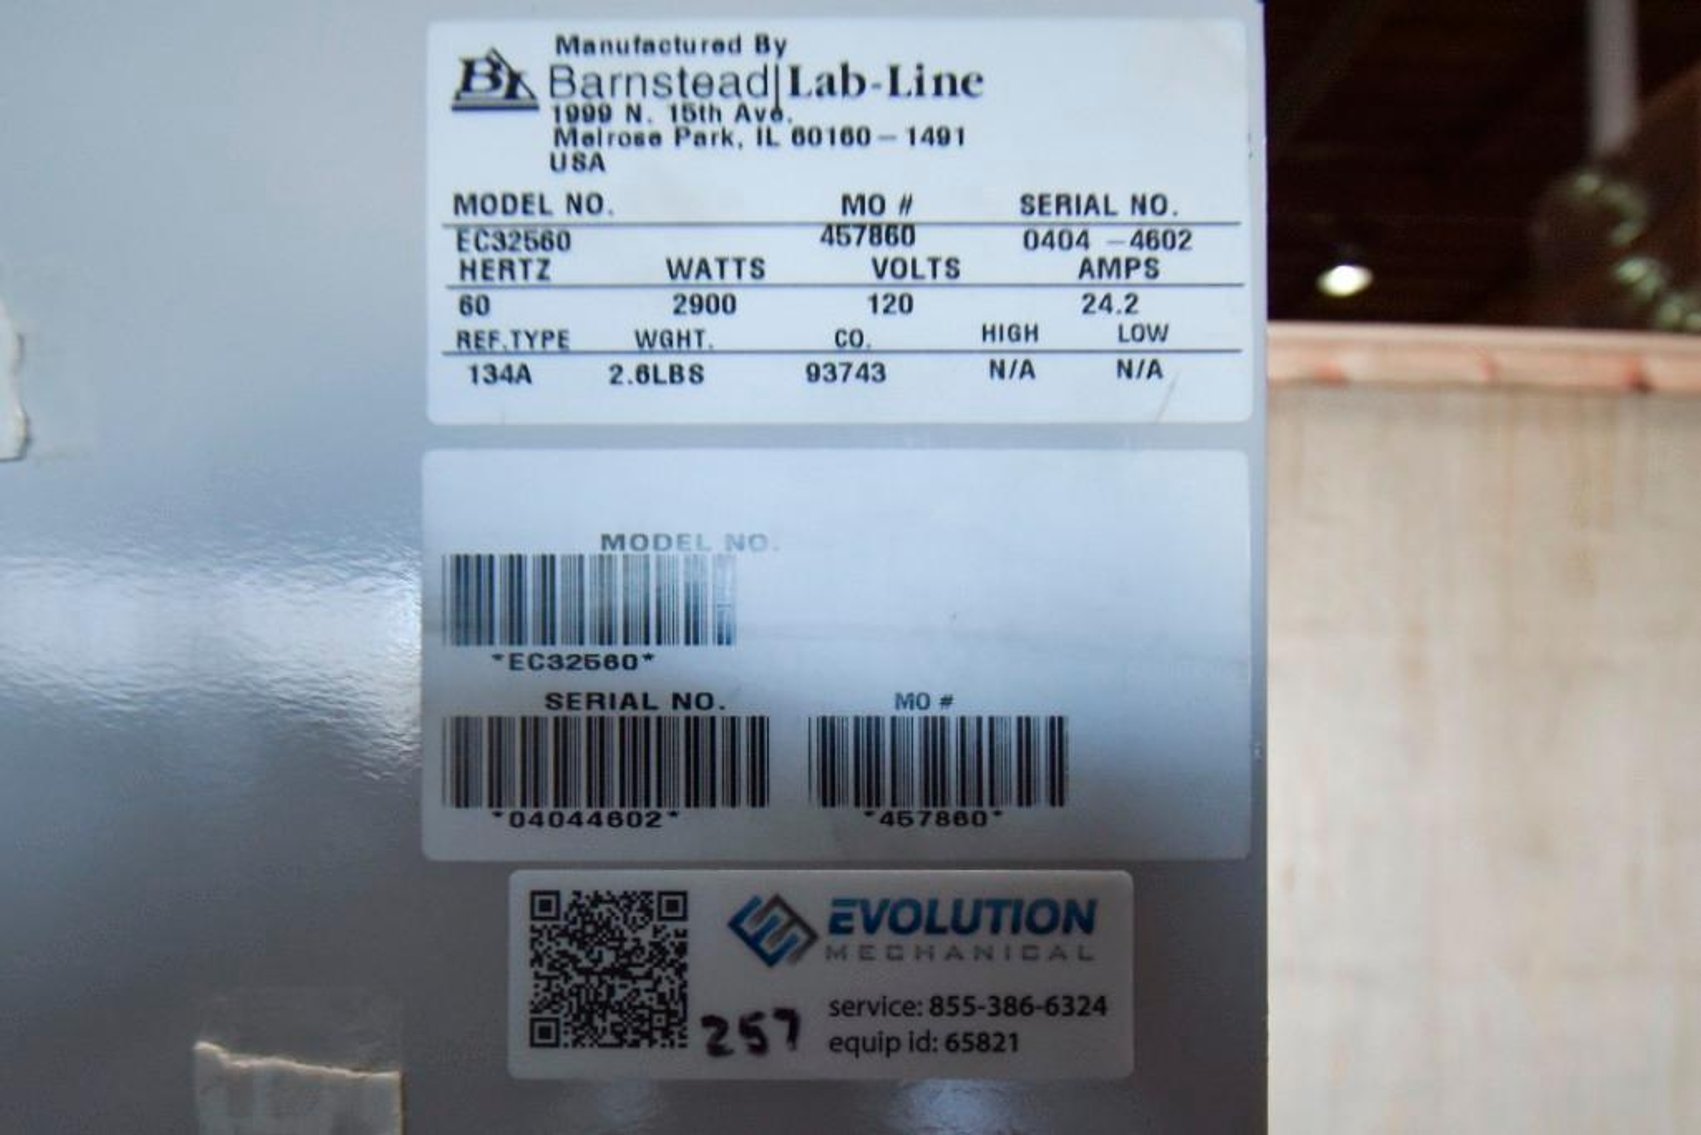 Manufactured By
BL Barnstead|Lab-Line
1999 N. 15th Ave.
Melrose Park, IL 60160-1491
USA
MODEL NO. MO # SERIAL NO.
EC32560 457860 0404-4602
HERTZ WATTS VOLTS AMPS
60 2900 120 24.2
REF.TYPE WGHT. CO. HIGH LOW
134A 2.6LBS 93743 N/A N/A
MODEL NO.
*EC32560*
SERIAL NO. MO #
*04044602* *457860*
EVOLUTION
MECHANICAL
service: 855-386-6324
257
equip id: 65821